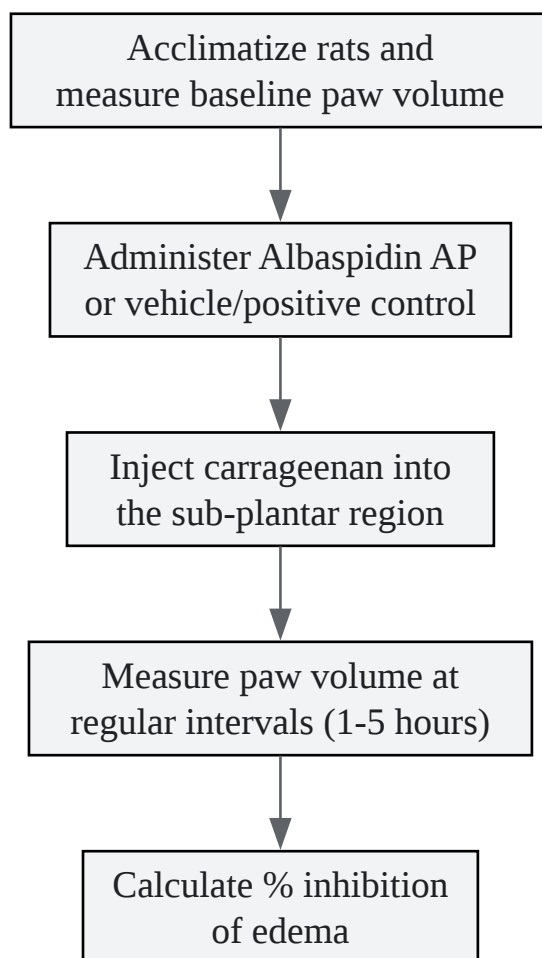 Acclimatize rats and
measure baseline paw volume
Administer Albaspidin AP
or vehicle/positive control
Inject carrageenan into
the sub-plantar region
Measure paw volume at
regular intervals (1-5 hours)
Calculate % inhibition
of edema